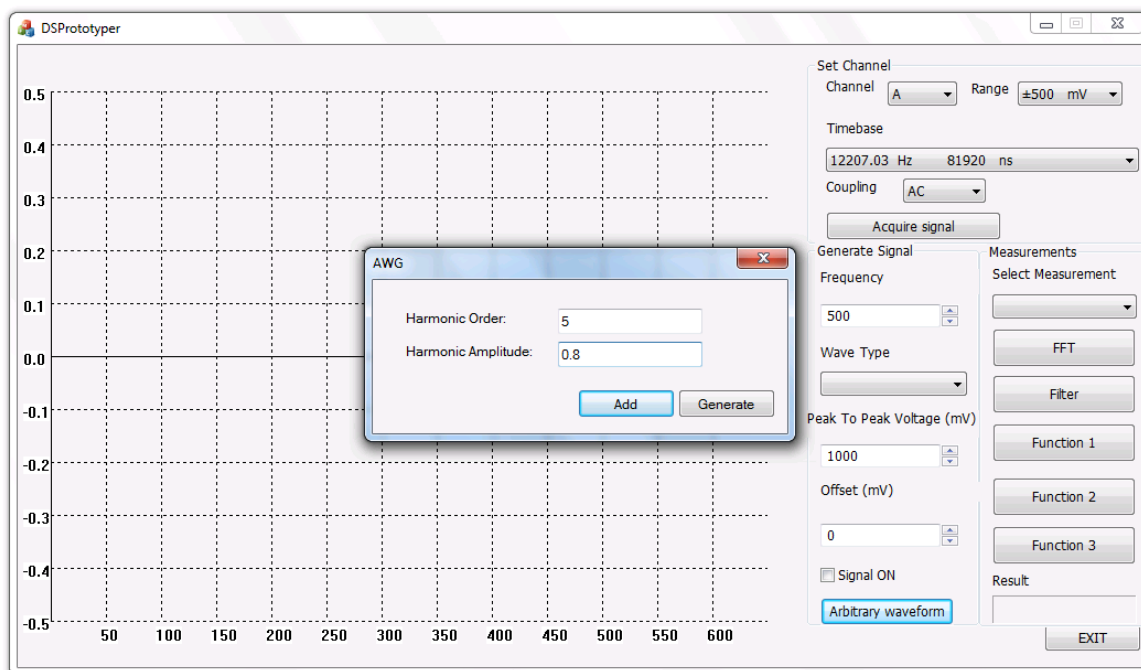 DSPrototyper
0.5
0.4
0.3
0.2
0.1
0.0
-0.1
-0.2
-0.3
-0.4
-0.5
50 100 150 200 250 300 350 400 450 500 550 600
AWG
Harmonic Order: 5
Harmonic Amplitude: 0.8
Add Generate
Set Channel
Channel A Range ±500 mV
Timebase
12207.03 Hz 81920 ns
Coupling AC
Acquire signal
Generate Signal
Frequency
500
Wave Type
Peak To Peak Voltage (mV)
1000
Offset (mV)
0
Signal ON
Arbitrary waveform
Measurements
Select Measurement
FFT
Filter
Function 1
Function 2
Function 3
Result
EXIT